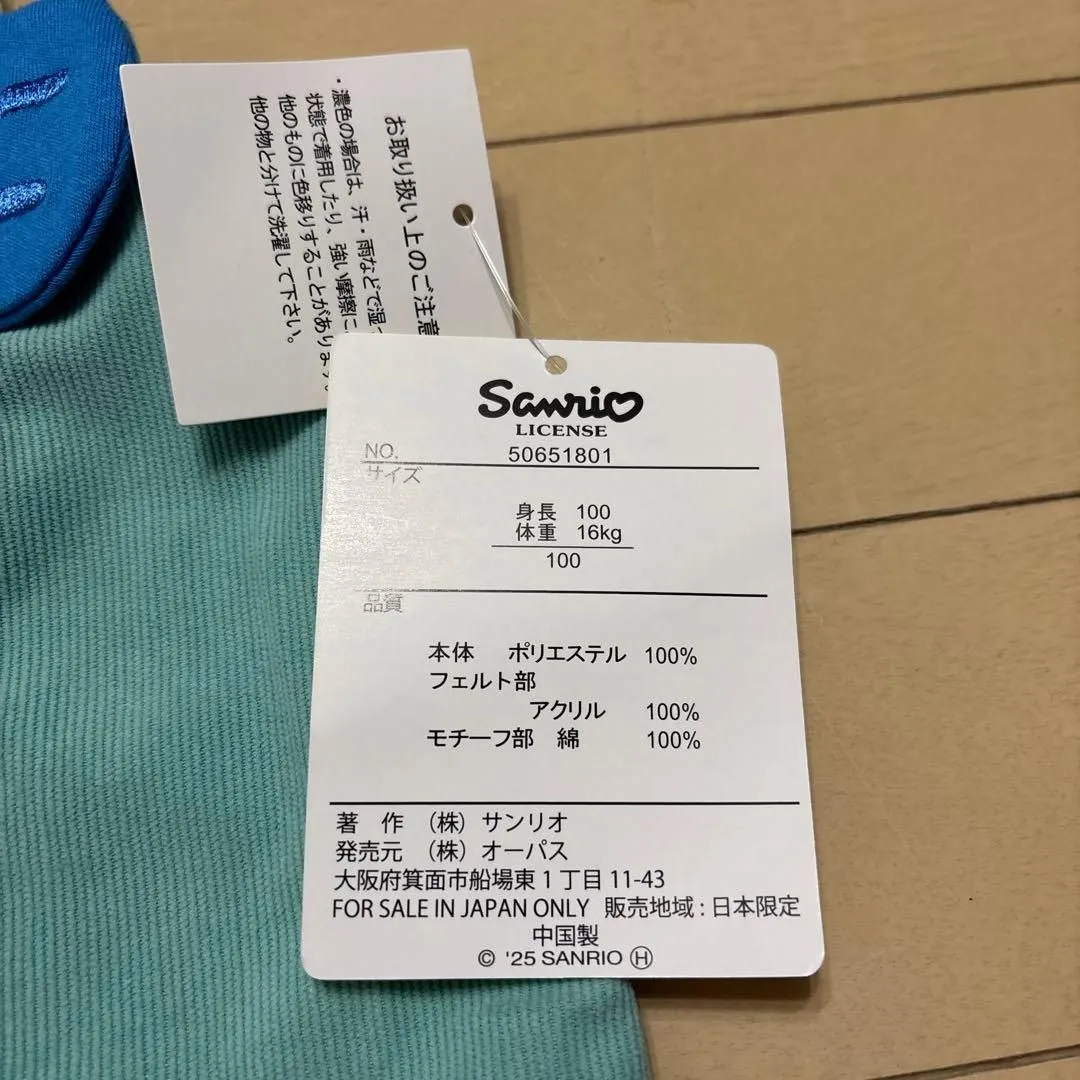 お取り扱い上のご注意
・濃色の場合は、汗・雨などで湿っ
状態で着用したり、強い摩擦に
他のものに色移りすることがあります。
他の物と分けて洗濯して下さい。
Sanrio
LICENSE
NO. 50651801
サイズ
身長 100
体重 16kg
100
品質
本体 ポリエステル 100%
フェルト部
アクリル 100%
モチーフ部 綿 100%
著 作 (株) サンリオ
発売元 (株) オーパス
大阪府箕面市船場東1丁目11-43
FOR SALE IN JAPAN ONLY 販売地域:日本限定
中国製
© '25 SANRIO Ⓗ